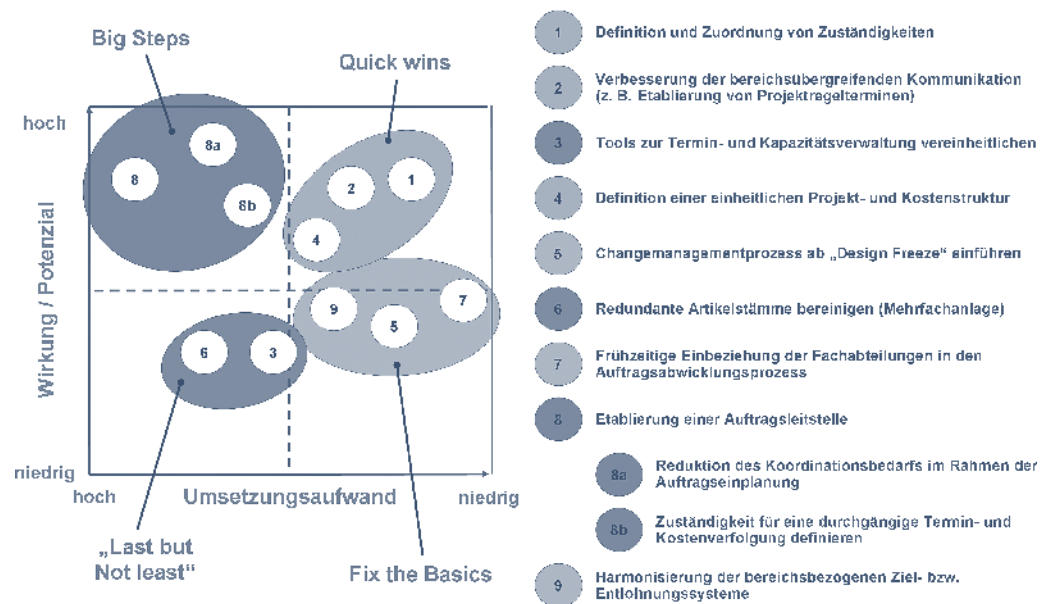 Big Steps
Quick wins
hoch
Wirkung / Potenzial
niedrig
hoch
Umsetzungsaufwand
niedrig
8a
8
8b
2
1
4
9
7
5
6
3
„Last but
Not least“
Fix the Basics
1
Definition und Zuordnung von Zuständigkeiten
2
Verbesserung der bereichsübergreifenden Kommunikation
(z. B. Etablierung von Projektregelterminen)
3
Tools zur Termin- und Kapazitätsverwaltung vereinheitlichen
4
Definition einer einheitlichen Projekt- und Kostenstruktur
5
Changemanagementprozess ab „Design Freeze“ einführen
6
Redundante Artikelstämme bereinigen (Mehrfachanlage)
7
Frühzeitige Einbeziehung der Fachabteilungen in den
Auftragsabwicklungsprozess
8
Etablierung einer Auftragsleitstelle
8a
Reduktion des Koordinationsbedarfs im Rahmen der
Auftragseinplanung
8b
Zuständigkeit für eine durchgängige Termin- und
Kostenverfolgung definieren
9
Harmonisierung der bereichsbezogenen Ziel- bzw.
Entlohnungssysteme